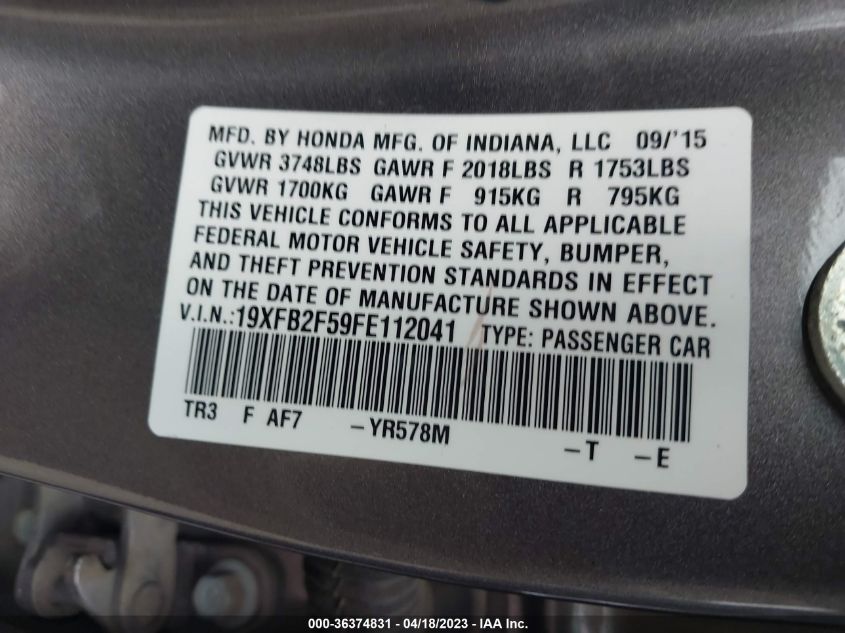 MFD. BY HONDA MFG. OF INDIANA, LLC 09/'15
GVWR 3748LBS GAWR F 2018LBS R 1753LBS
GVWR 1700KG GAWR F 915KG R 795KG
THIS VEHICLE CONFORMS TO ALL APPLICABLE
FEDERAL MOTOR VEHICLE SAFETY, BUMPER,
AND THEFT PREVENTION STANDARDS IN EFFECT
ON THE DATE OF MANUFACTURE SHOWN ABOVE.
V.I.N.:19XFB2F59FE112041 TYPE: PASSENGER CAR
TR3 F AF7 -YR578M -T -E
000-36374831 - 04/18/2023 - IAA Inc.